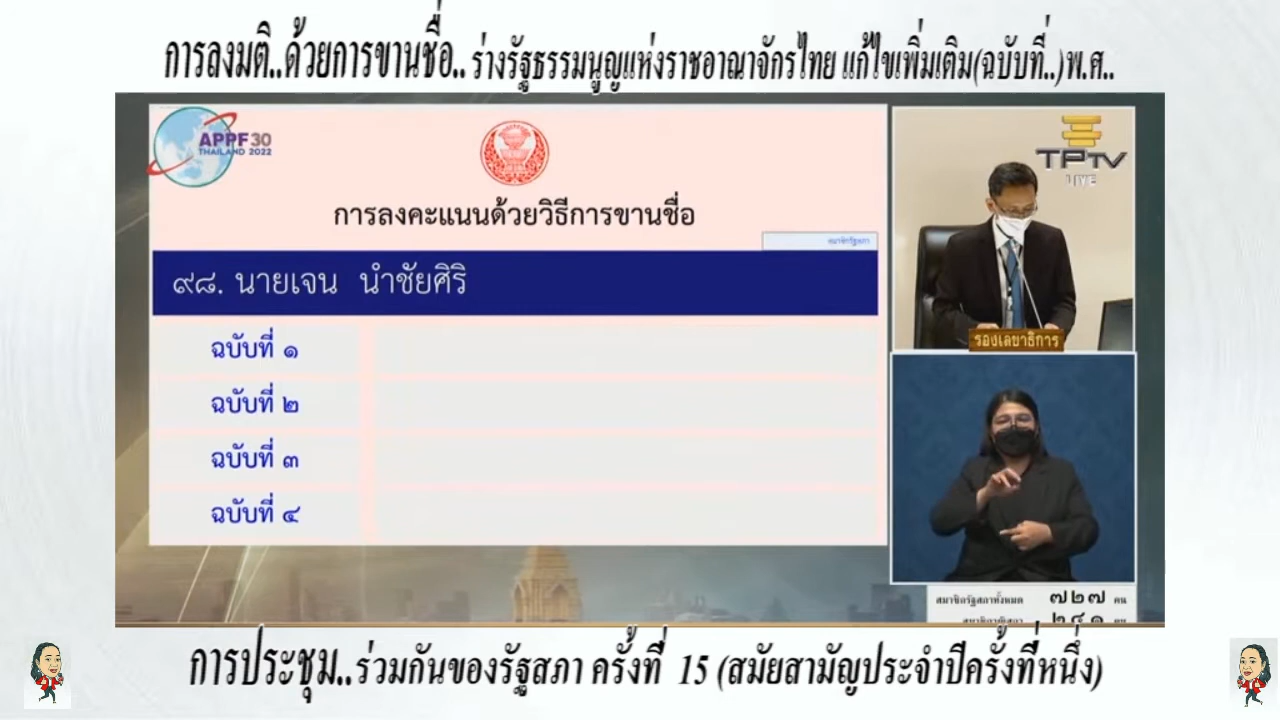 การลงมติ..ด้วยการขานชื่อ.. ร่างรัฐธรรมนูญแห่งราชอาณาจักรไทย แก้ไขเพิ่มเติม(ฉบับที่..)พ.ศ..
APPF30
THAILAND 2022
TPTV
LIVE
การลงคะแนนด้วยวิธีการขานชื่อ
สมาชิกรัฐสภา
๙๘. นายเจน นำชัยศิริ
ฉบับที่ ๑
ฉบับที่ ๒
ฉบับที่ ๓
ฉบับที่ ๔
รองเลขาธิการ
สมาชิกรัฐสภาทั้งหมด ๗๒๗ คน
การประชุม..ร่วมกันของรัฐสภา ครั้งที่ 15 (สมัยสามัญประจำปีครั้งที่หนึ่ง)